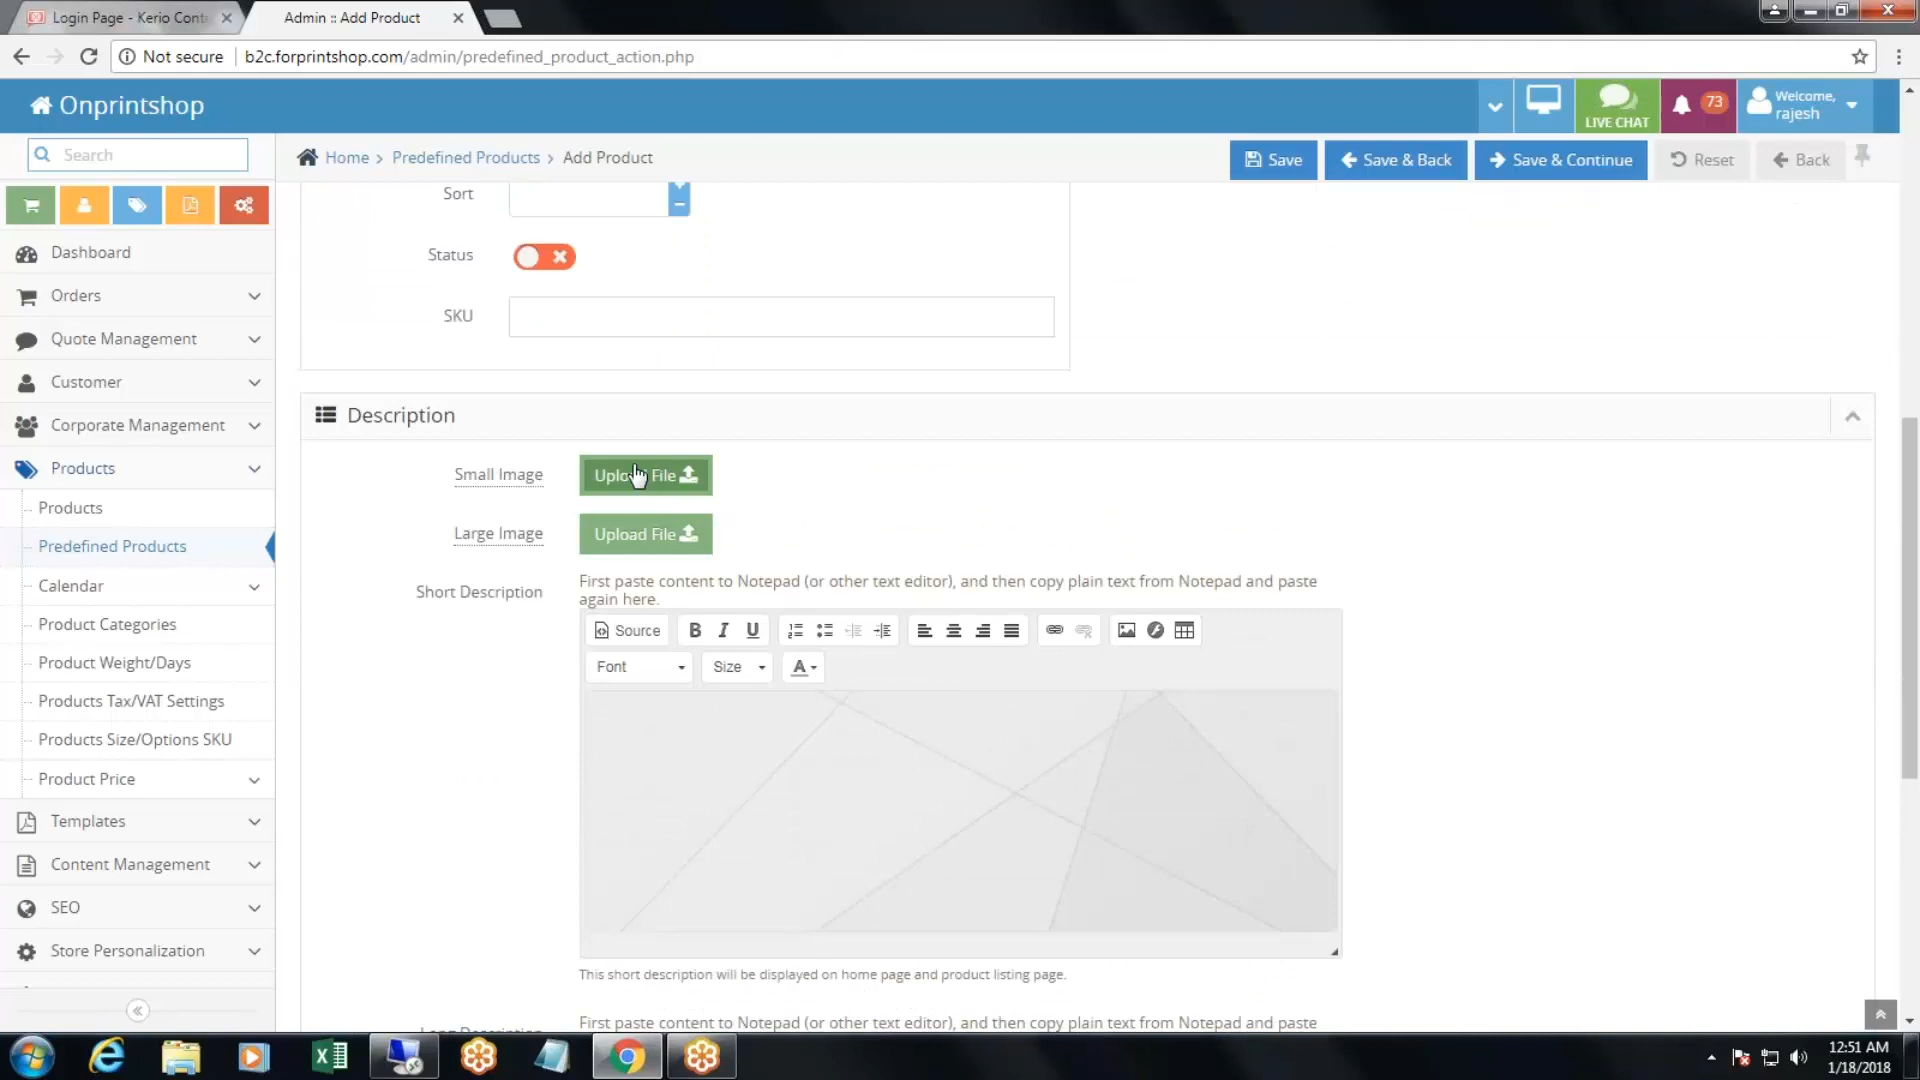 Login Page - Kerio Cont
Admin :: Add Product
Not secure
b2c.forprintshop.com/admin/predefined_product_action.php
Onprintshop
LIVE CHAT
73
Welcome,
rajesh
Search
Home > Predefined Products > Add Product
Save
Save & Back
Save & Continue
Reset
Back
Dashboard
Orders
Quote Management
Customer
Corporate Management
Products
Products
Predefined Products
Calendar
Product Categories
Product Weight/Days
Products Tax/VAT Settings
Products Size/Options SKU
Product Price
Templates
Content Management
SEO
Store Personalization
Sort
Status
SKU
Description
Small Image
Upload File
Large Image
Upload File
Short Description
First paste content to Notepad (or other text editor), and then copy plain text from Notepad and paste
again here.
Source
B I U
Font
Size
A
This short description will be displayed on home page and product listing page.
First paste content to Notepad (or other text editor), and then copy plain text from Notepad and paste
12:51 AM
1/18/2018